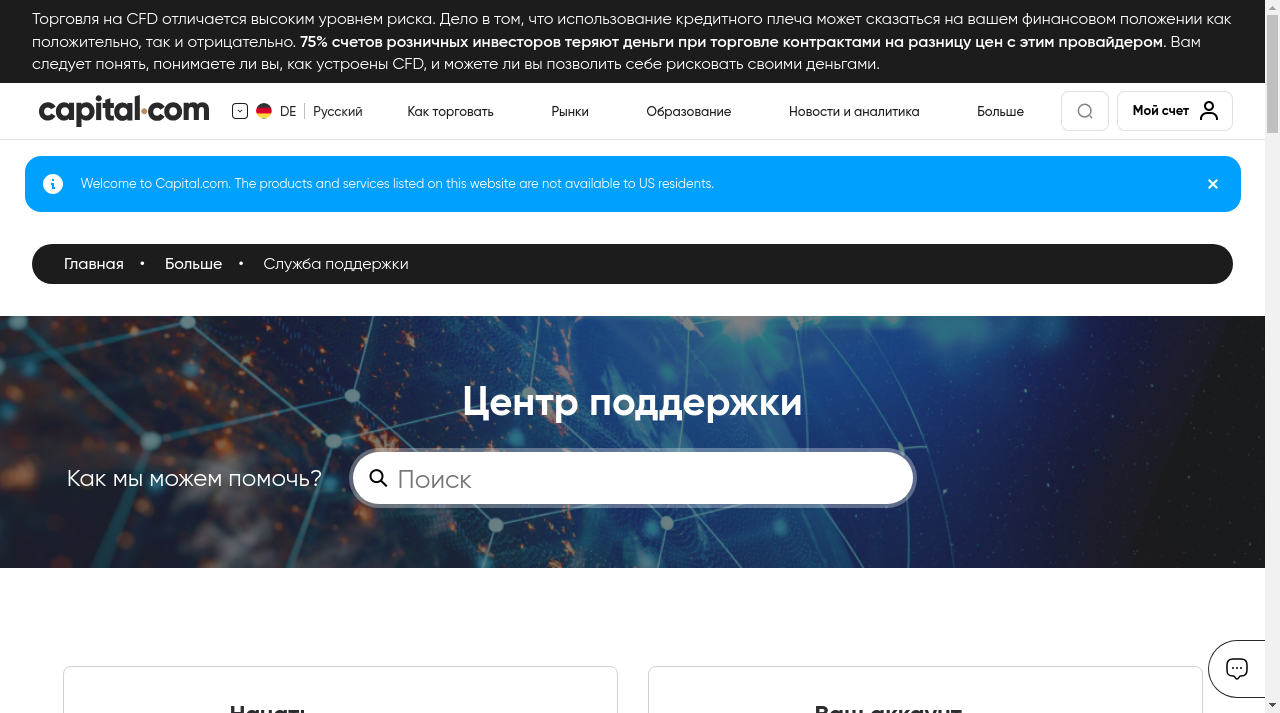 Торговля на CFD отличается высоким уровнем риска. Дело в том, что использование кредитного плеча может сказаться на вашем финансовом положении как
положительно, так и отрицательно. 75% счетов розничных инвесторов теряют деньги при торговле контрактами на разницу цен с этим провайдером. Вам
следует понять, понимаете ли вы, как устроены CFD, и можете ли вы позволить себе рисковать своими деньгами.
capital.com DE Русский Как торговать Рынки Образование Новости и аналитика Больше Мой счет
Welcome to Capital.com. The products and services listed on this website are not available to US residents.
Главная • Больше • Служба поддержки
Центр поддержки
Как мы можем помочь? Поиск
Начать Ваш аккаунт